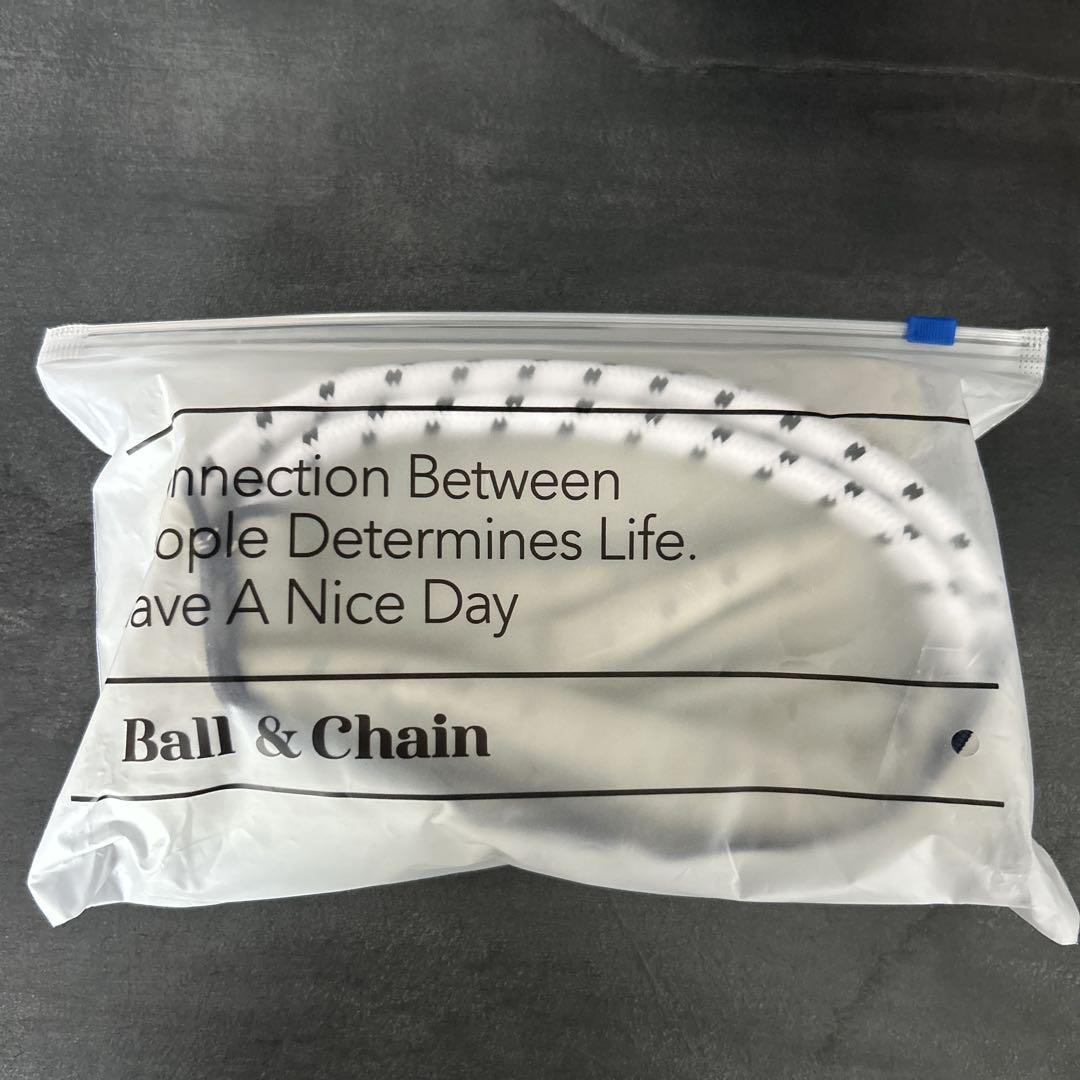 nnection Between
ople Determines Life.
ave A Nice Day
Ball & Chain